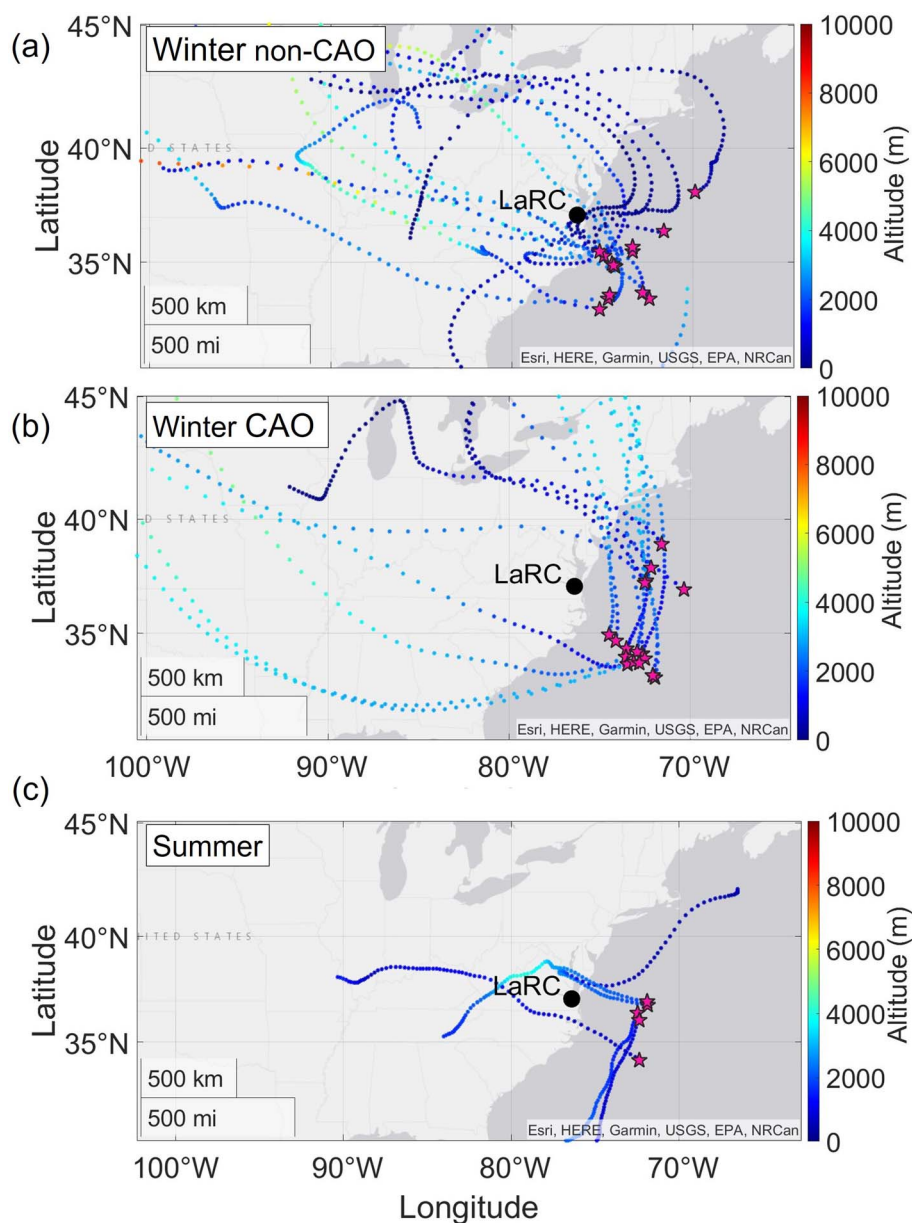 (a)
Winter non-CAO
45°N
40°N
35°N
Latitude
D STATES
LaRC
500 km
500 mi
Esri, HERE, Garmin, USGS, EPA, NRCan
10000
8000
6000
4000
2000
0
Altitude (m)
(b)
Winter CAO
45°N
40°N
35°N
Latitude
D STATES
LaRC
500 km
500 mi
Esri, HERE, Garmin, USGS, EPA, NRCan
100°W 90°W 80°W 70°W
10000
8000
6000
4000
2000
0
Altitude (m)
(c)
Summer
45°N
40°N
35°N
Latitude
ITED STATES
LaRC
500 km
500 mi
Esri, HERE, Garmin, USGS, EPA, NRCan
100°W 90°W 80°W 70°W
Longitude
10000
8000
6000
4000
2000
0
Altitude (m)